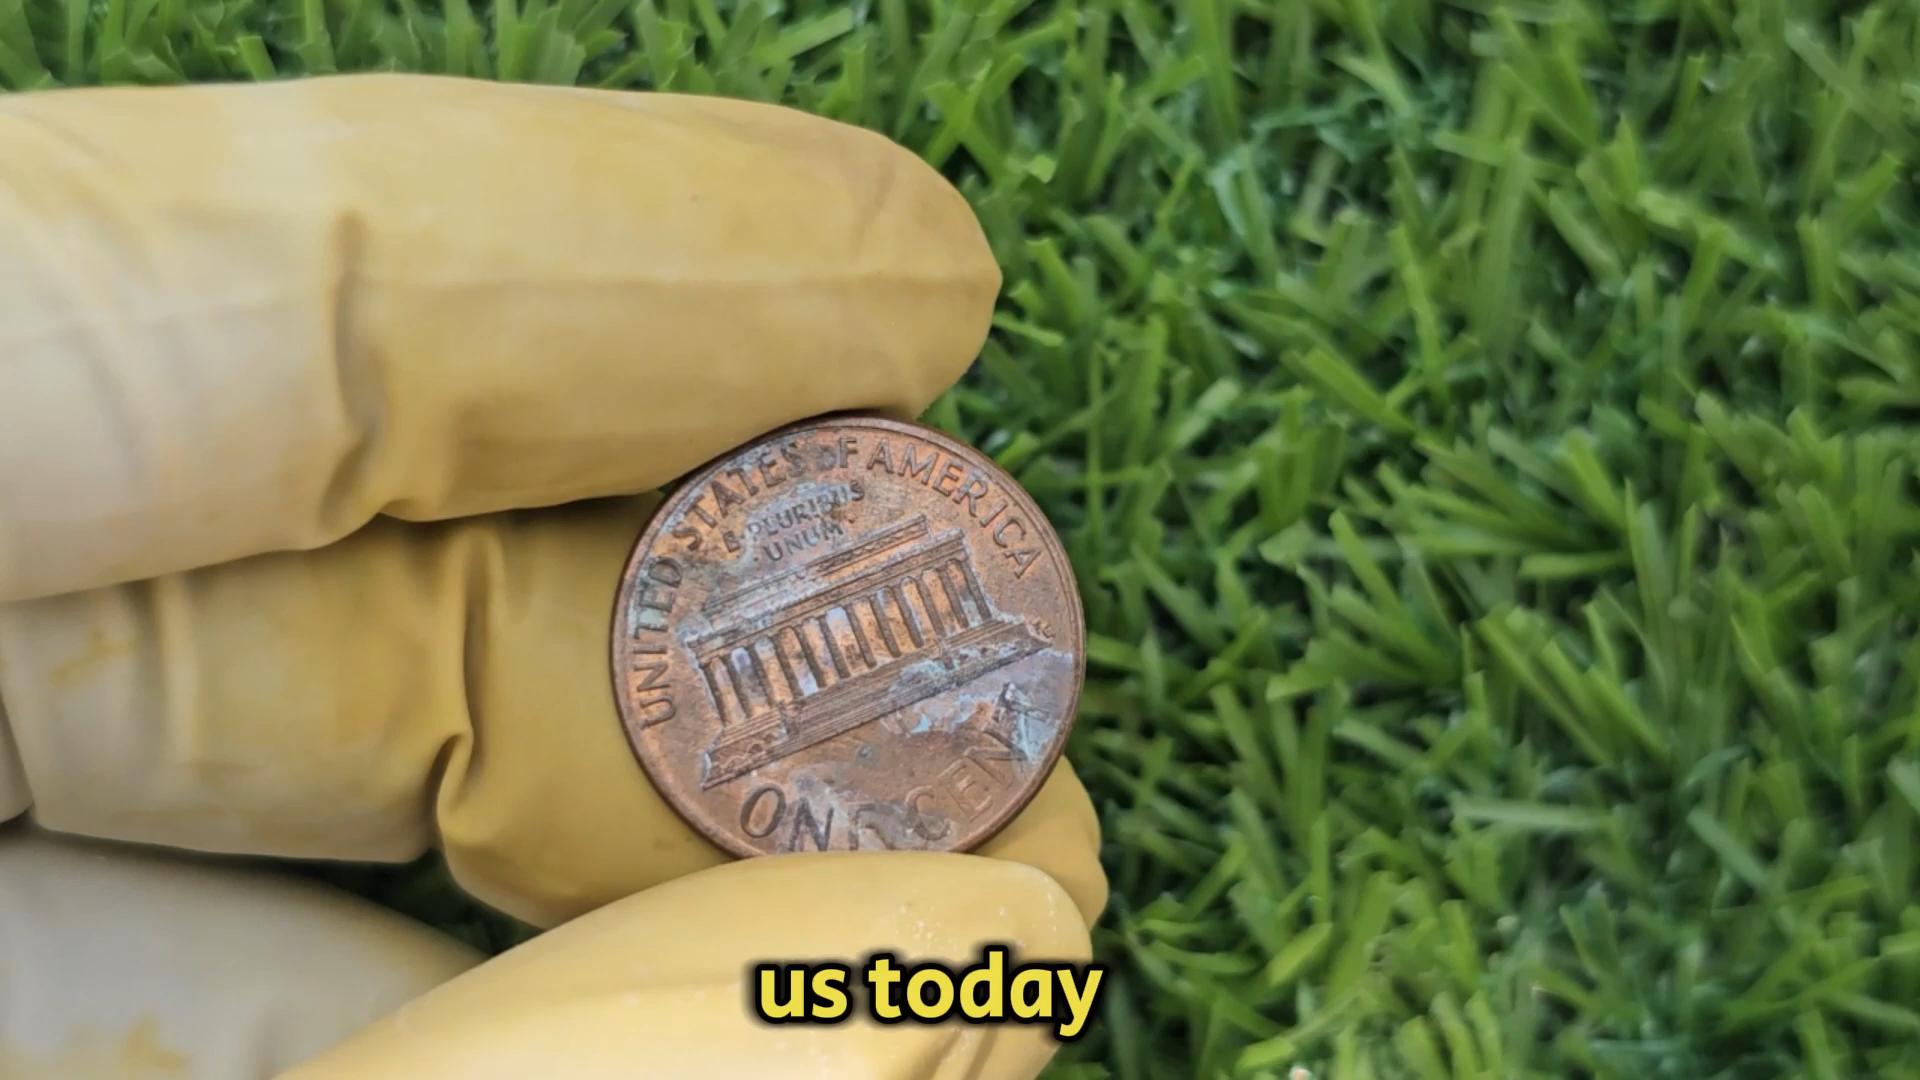 UNITED STATES OF AMERICA
E PLURIBUS
UNUM
ONE CENT
us today